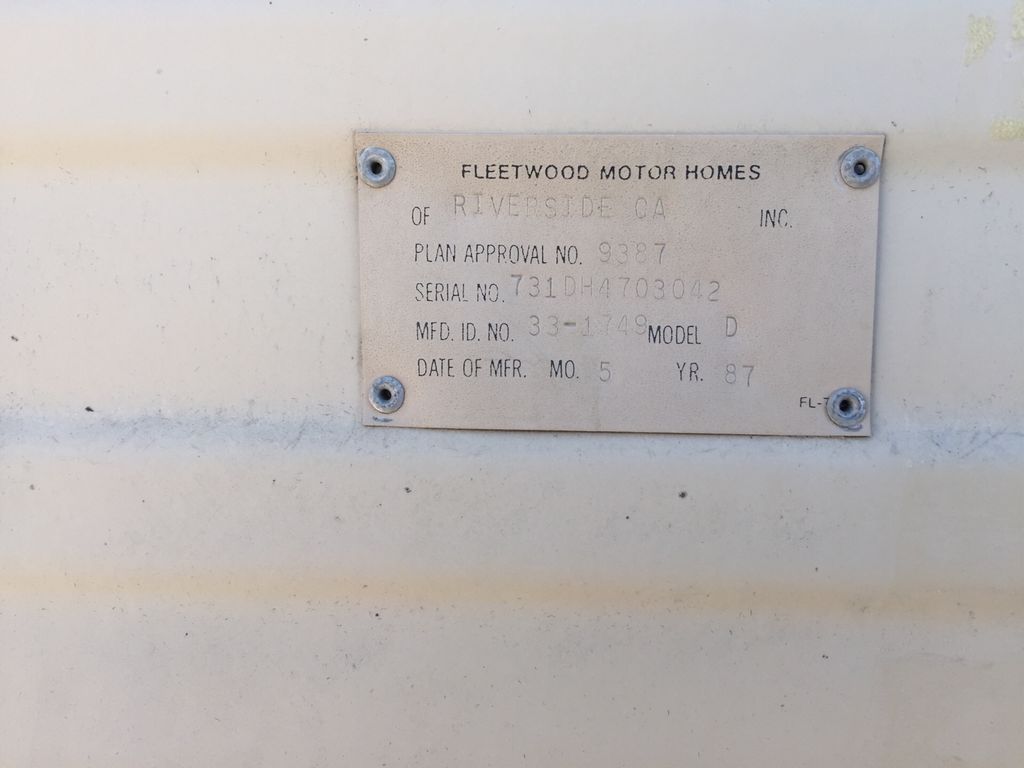 FLEETWOOD MOTOR HOMES
OF RIVERSIDE CA INC.
PLAN APPROVAL NO. 9387
SERIAL NO. 731DH4703042
MFD. ID. NO. 33-1749 MODEL D
DATE OF MFR. MO. 5 YR. 87